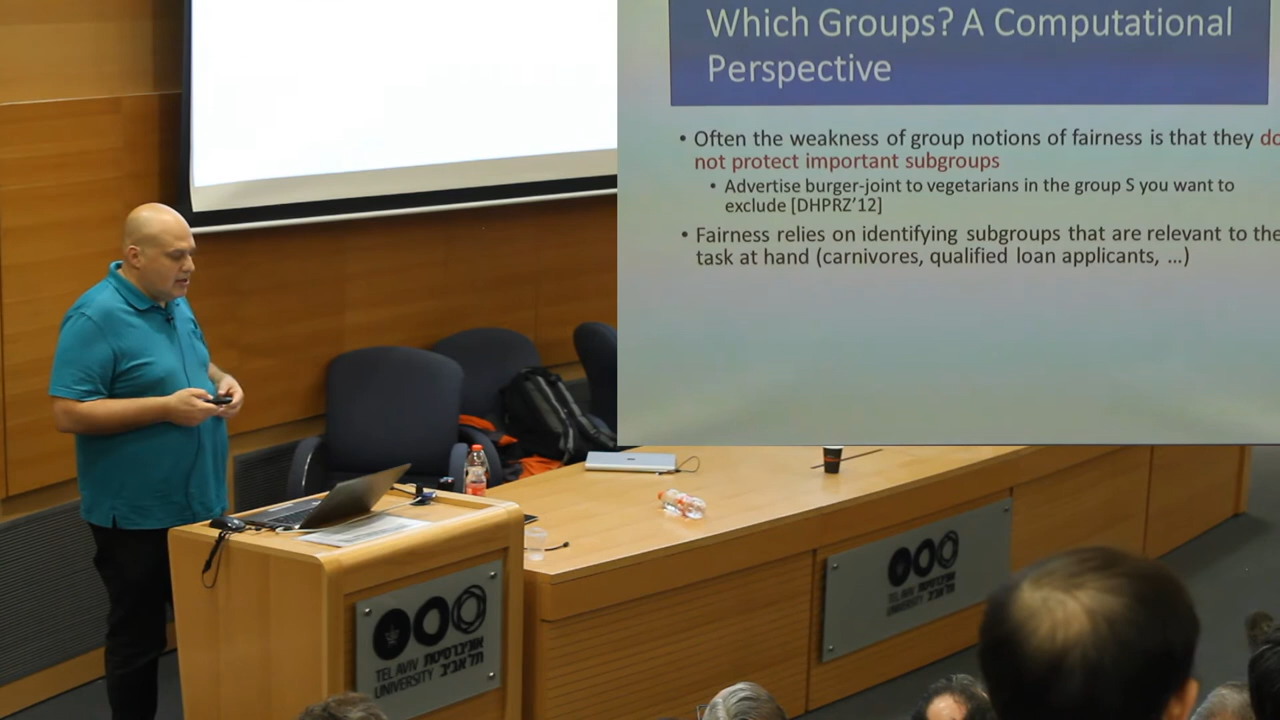 Which Groups? A Computational
Perspective
• Often the weakness of group notions of fairness is that they do
not protect important subgroups
• Advertise burger-joint to vegetarians in the group S you want to
exclude [DHPRZ'12]
• Fairness relies on identifying subgroups that are relevant to the
task at hand (carnivores, qualified loan applicants, ...)
TEL AVIV אוניברסיטת
UNIVERSITY תל אביב
TEL AVIV אוניברסיטת
UNIVERSITY תל אביב